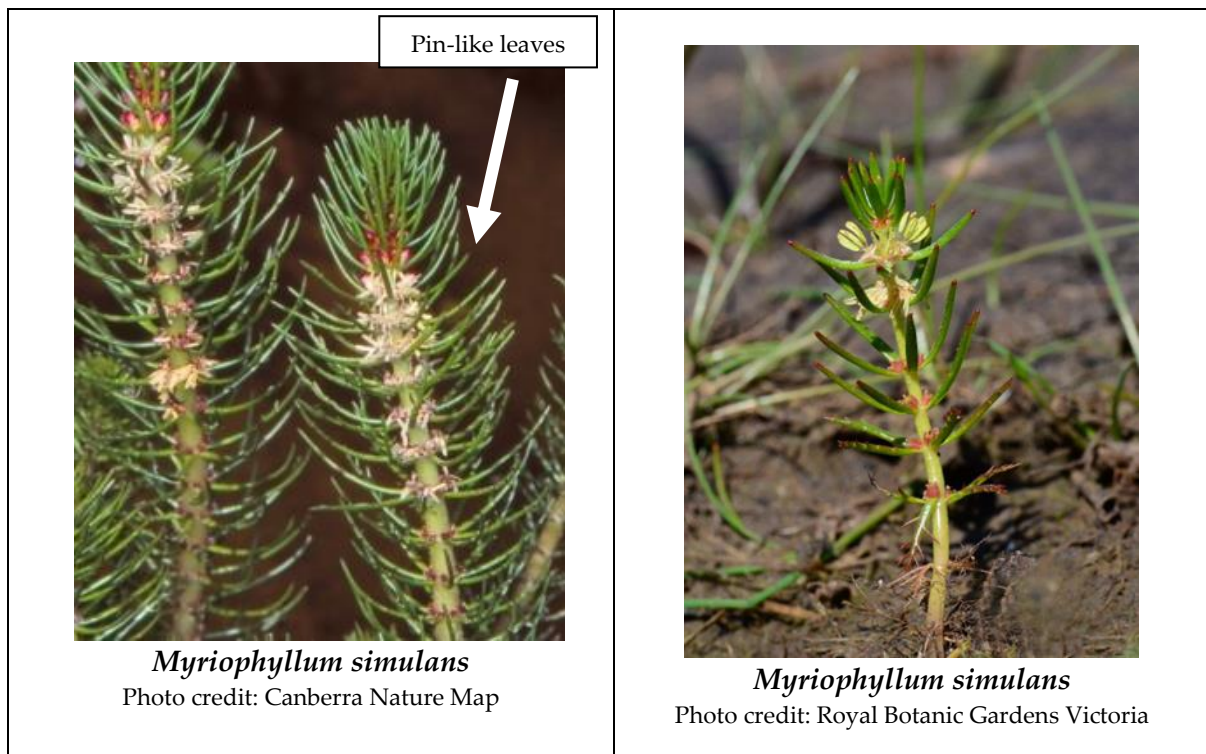 Pin-like leaves
Myriophyllum simulans
Photo credit: Canberra Nature Map
Myriophyllum simulans
Photo credit: Royal Botanic Gardens Victoria